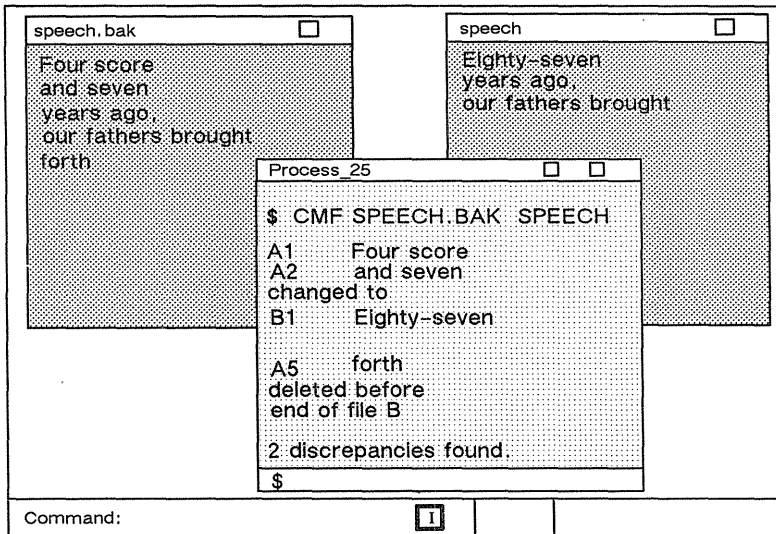 speech.bak
Four score
and seven
years ago,
our fathers brought
forth
speech
Eighty-seven
years ago,
our fathers brought
Process_25
$ CMF SPEECH.BAK SPEECH
A1 Four score
A2 and seven
changed to
B1 Eighty-seven
A5 forth
deleted before
end of file B
2 discrepancies found.
$
Command: I